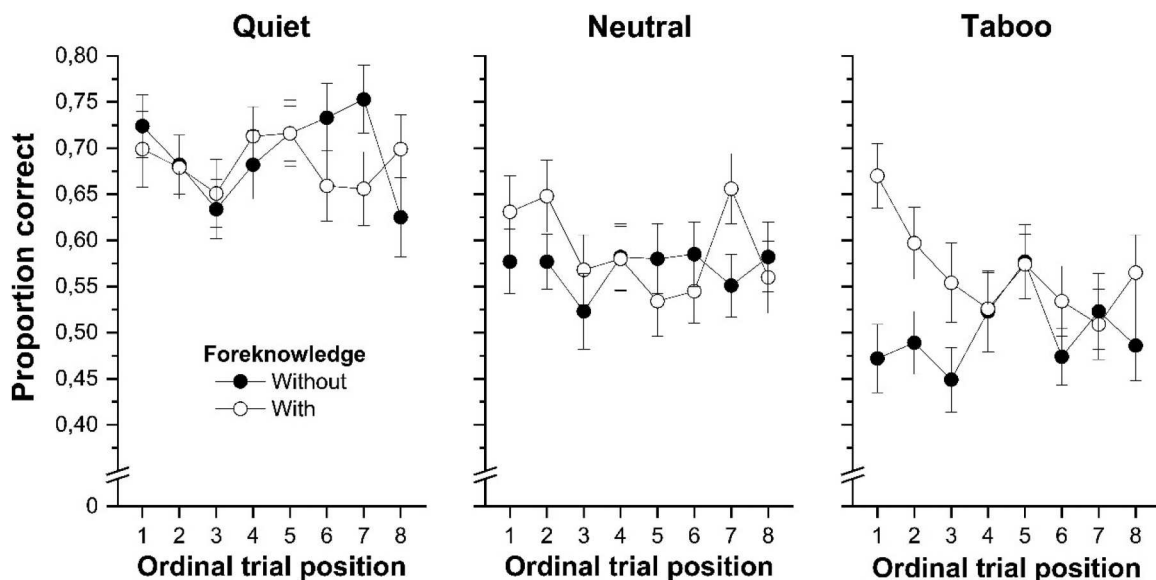 Quiet Neutral Taboo
Proportion correct
0,80
0,75
0,70
0,65
0,60
0,55
0,50
0,45
0,40
0
Foreknowledge
Without
With
1 2 3 4 5 6 7 8 1 2 3 4 5 6 7 8 1 2 3 4 5 6 7 8
Ordinal trial position Ordinal trial position Ordinal trial position